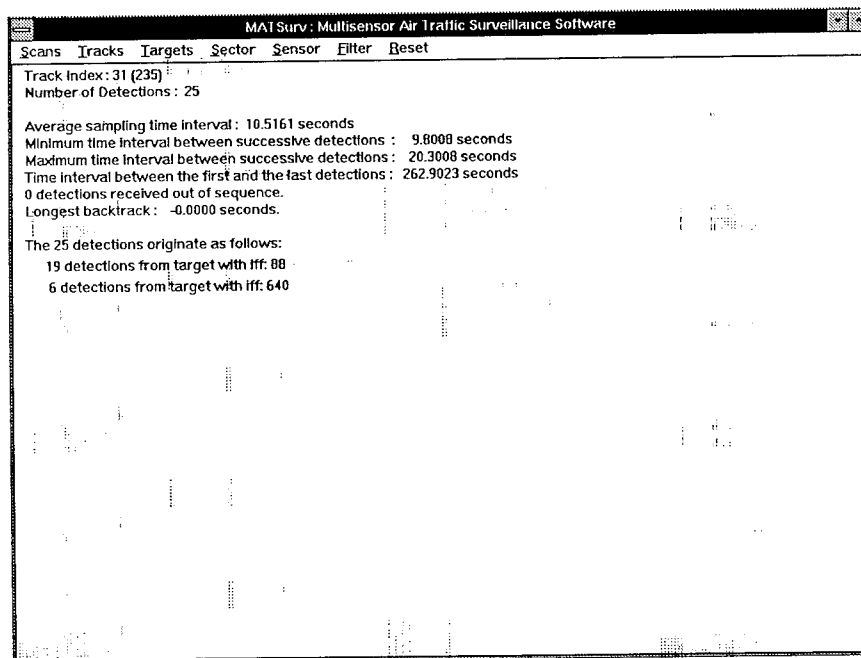 MATSurv : Multisensor Air Traffic Surveillance Software
Scans Tracks Targets Sector Sensor Filter Reset
Track Index : 31 (235)
Number of Detections : 25
Average sampling time interval : 10.5161 seconds
Minimum time interval between successive detections : 9.8008 seconds
Maximum time interval between successive detections : 20.3008 seconds
Time interval between the first and the last detections : 262.9023 seconds
0 detections received out of sequence.
Longest backtrack : -0.0000 seconds.
The 25 detections originate as follows:
19 detections from target with iff: 88
6 detections from target with iff: 640